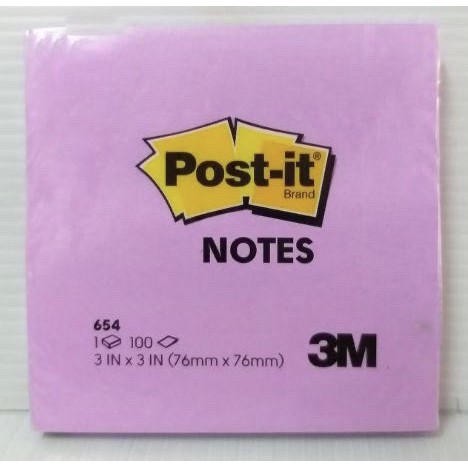 Post-it®
Brand
NOTES
654
1 100
3 IN x 3 IN (76mm x 76mm)
3M